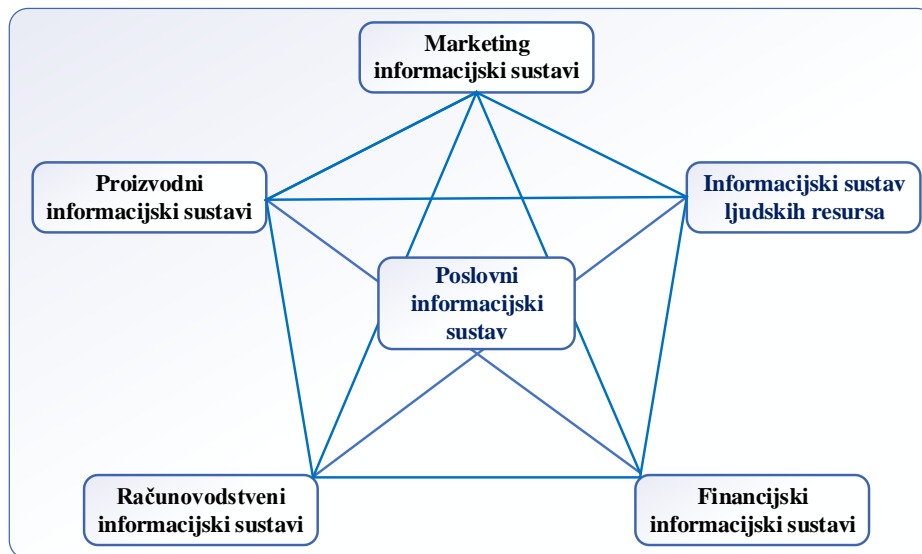 Marketing
informacijski sustavi
Proizvodni
informacijski sustavi
Informacijski sustav
ljudskih resursa
Poslovni
informacijski
sustav
Računovodstveni
informacijski sustavi
Financijski
informacijski sustavi